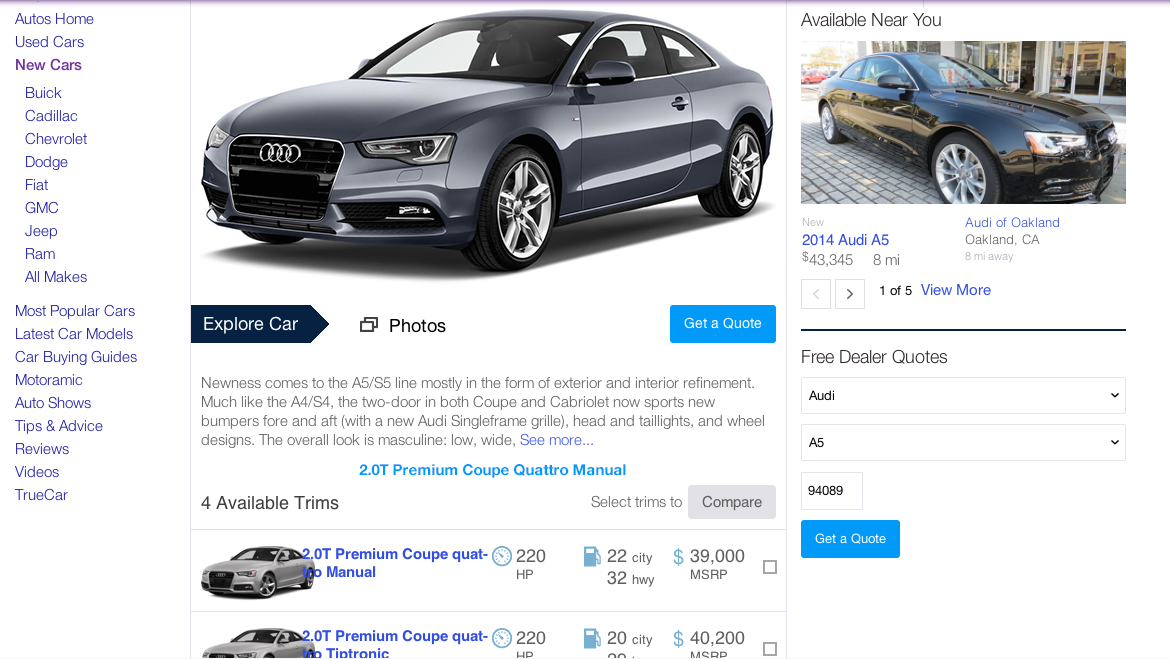 Autos Home
Used Cars
New Cars
Buick
Cadillac
Chevrolet
Dodge
Fiat
GMC
Jeep
Ram
All Makes
Most Popular Cars
Latest Car Models
Car Buying Guides
Motoramic
Auto Shows
Tips & Advice
Reviews
Videos
TrueCar
Explore Car
Photos
Get a Quote
Newness comes to the A5/S5 line mostly in the form of exterior and interior refinement.
Much like the A4/S4, the two-door in both Coupe and Cabriolet now sports new
bumpers fore and aft (with a new Audi Singleframe grille), head and taillights, and wheel
designs. The overall look is masculine: low, wide, See more...
2.0T Premium Coupe Quattro Manual
4 Available Trims
Select trims to
Compare
2.0T Premium Coupe quat-
tro Manual
220
HP
22 city
32 hwy
$ 39,000
MSRP
2.0T Premium Coupe quat-
tro Tiptronic
220
HP
20 city
$ 40,200
MSRP
Available Near You
New
2014 Audi A5
$43,345 8 mi
Audi of Oakland
Oakland, CA
8 mi away
1 of 5 View More
Free Dealer Quotes
Audi
A5
94089
Get a Quote